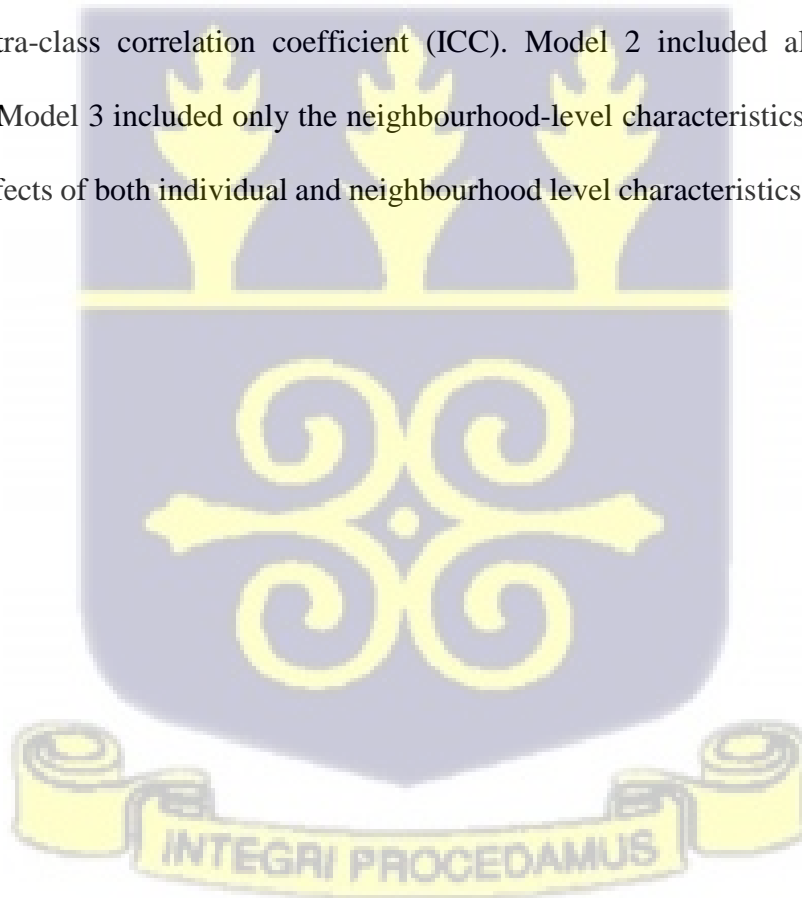 tra-class correlation coefficient (ICC). Model 2 included al
Model 3 included only the neighbourhood-level characteristics
fects of both individual and neighbourhood level characteristics
INTEGRI PROCEDAMUS